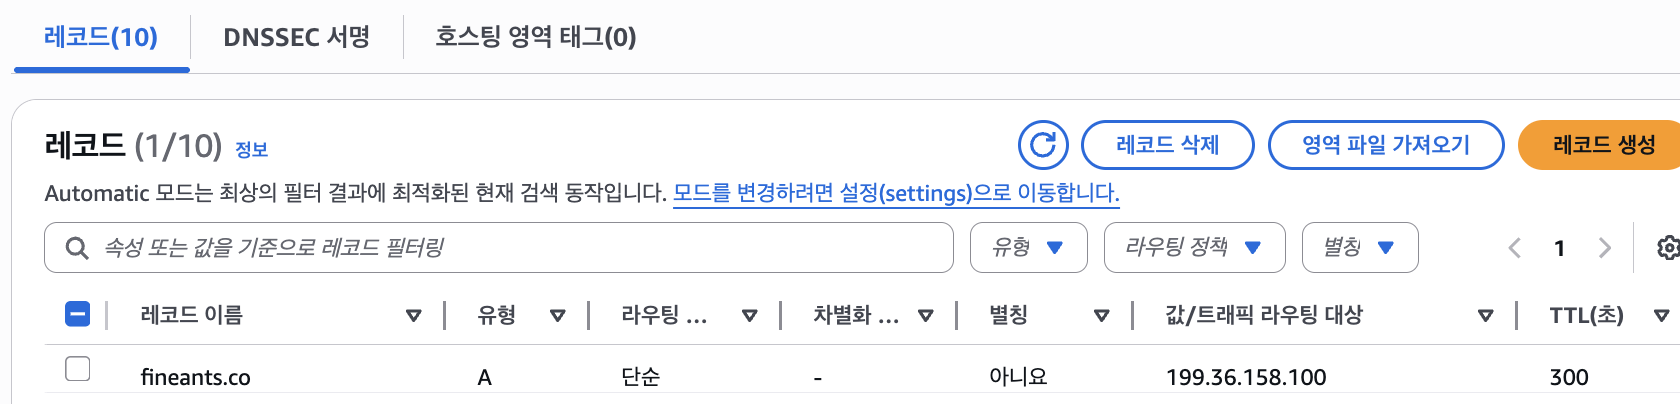 레코드(10) DNSSEC 서명 호스팅 영역 태그(0)
레코드 (1/10) 정보 레코드 삭제 영역 파일 가져오기 레코드 생성
Automatic 모드는 최상의 필터 결과에 최적화된 현재 검색 동작입니다. 모드를 변경하려면 설정(settings)으로 이동합니다.
속성 또는 값을 기준으로 레코드 필터링 유형 라우팅 정책 별칭 1
레코드 이름 유형 라우팅 ... 차별화 ... 별칭 값/트래픽 라우팅 대상 TTL(초)
fineants.co A 단순 - 아니요 199.36.158.100 300